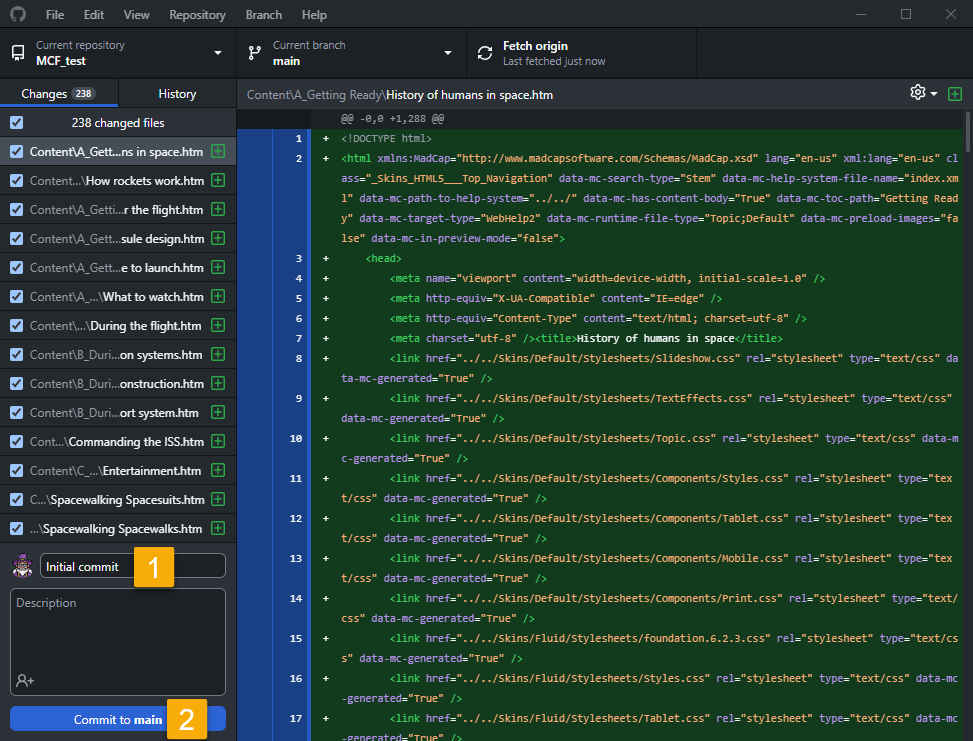 File Edit View Repository Branch Help
Current repository
MCF_test
Current branch
main
Fetch origin
Last fetched just now
Changes 238
History
Content\A_Getting Ready\History of humans in space.htm
238 changed files
Content\A_Gett...ns in space.htm
Content...\How rockets work.htm
Content\A_Getti...r the flight.htm
Content\A_Gett...sule design.htm
Content\A_Gett...e to launch.htm
Content\A_...\What to watch.htm
Content\...\During the flight.htm
Content\B_Duri...on systems.htm
Content\B_Duri...onstruction.htm
Content\B_Duri...ort system.htm
Cont...\Commanding the ISS.htm
Content\C_...\Entertainment.htm
C...\Spacewalking Spacesuits.htm
...\Spacewalking Spacewalks.htm
Initial commit
1
Description
Commit to main
2
@@ -0,0 +1,288 @@
1 + <!DOCTYPE html>
2 + <html xmlns:MadCap="http://www.madcapsoftware.com/Schemas/MadCap.xsd" lang="en-us" xml:lang="en-us" cl
ass="_Skins_HTML5___Top_Navigation" data-mc-search-type="Stem" data-mc-help-system-file-name="index.xm
l" data-mc-path-to-help-system="../../" data-mc-has-content-body="True" data-mc-toc-path="Getting Read
y" data-mc-target-type="WebHelp2" data-mc-runtime-file-type="Topic;Default" data-mc-preload-images="fa
lse" data-mc-in-preview-mode="false">
3 + <head>
4 + <meta name="viewport" content="width=device-width, initial-scale=1.0" />
5 + <meta http-equiv="X-UA-Compatible" content="IE=edge" />
6 + <meta http-equiv="Content-Type" content="text/html; charset=utf-8" />
7 + <meta charset="utf-8" /><title>History of humans in space</title>
8 + <link href="../../Skins/Default/Stylesheets/Slideshow.css" rel="stylesheet" type="text/css" da
ta-mc-generated="True" />
9 + <link href="../../Skins/Default/Stylesheets/TextEffects.css" rel="stylesheet" type="text/css"
data-mc-generated="True" />
10 + <link href="../../Skins/Default/Stylesheets/Topic.css" rel="stylesheet" type="text/css" data-m
c-generated="True" />
11 + <link href="../../Skins/Default/Stylesheets/Components/Styles.css" rel="stylesheet" type="tex
t/css" data-mc-generated="True" />
12 + <link href="../../Skins/Default/Stylesheets/Components/Tablet.css" rel="stylesheet" type="tex
t/css" data-mc-generated="True" />
13 + <link href="../../Skins/Default/Stylesheets/Components/Mobile.css" rel="stylesheet" type="tex
t/css" data-mc-generated="True" />
14 + <link href="../../Skins/Default/Stylesheets/Components/Print.css" rel="stylesheet" type="text/
css" data-mc-generated="True" />
15 + <link href="../../Skins/Fluid/Stylesheets/foundation.6.2.3.css" rel="stylesheet" type="text/cs
s" data-mc-generated="True" />
16 + <link href="../../Skins/Fluid/Stylesheets/Styles.css" rel="stylesheet" type="text/css" data-mc
-generated="True" />
17 + <link href="../../Skins/Fluid/Stylesheets/Tablet.css" rel="stylesheet" type="text/css" data-mc
-generated="True" />